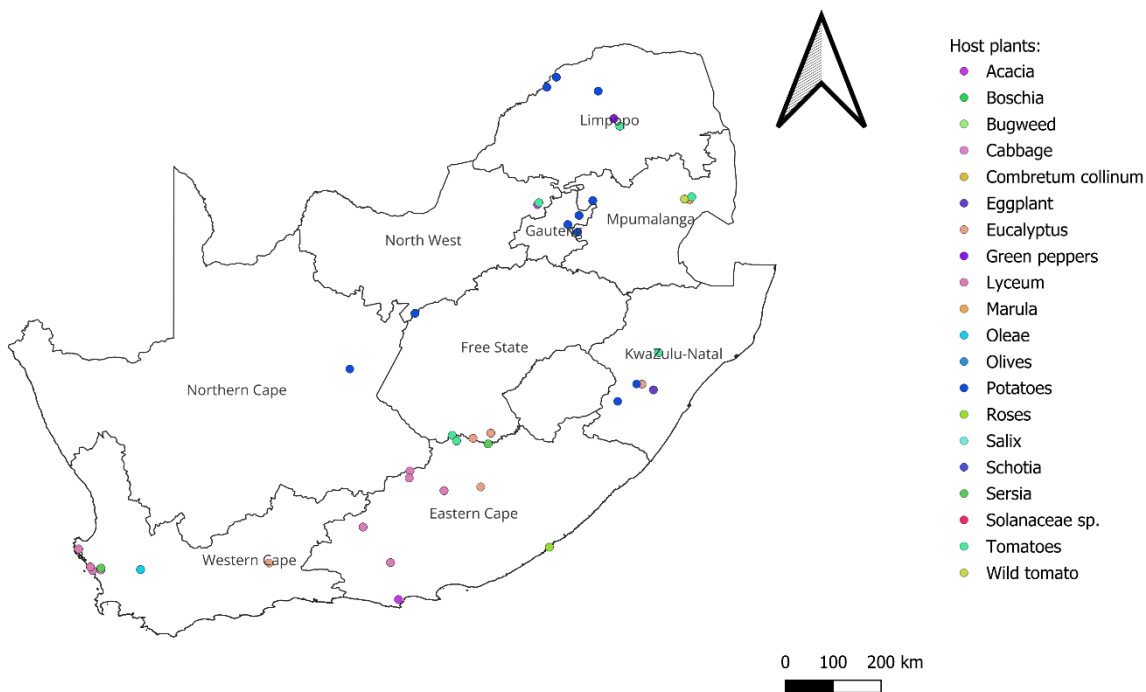 Host plants:
Acacia
Boschia
Bugweed
Cabbage
Combretum collinum
Eggplant
Eucalyptus
Green peppers
Lyceum
Marula
Oleae
Olives
Potatoes
Roses
Salix
Schotia
Sersia
Solanaceae sp.
Tomatoes
Wild tomato
Limpopo
North West
Gauteng
Mpumalanga
Free State
KwaZulu-Natal
Northern Cape
Eastern Cape
Western Cape
0 100 200 km